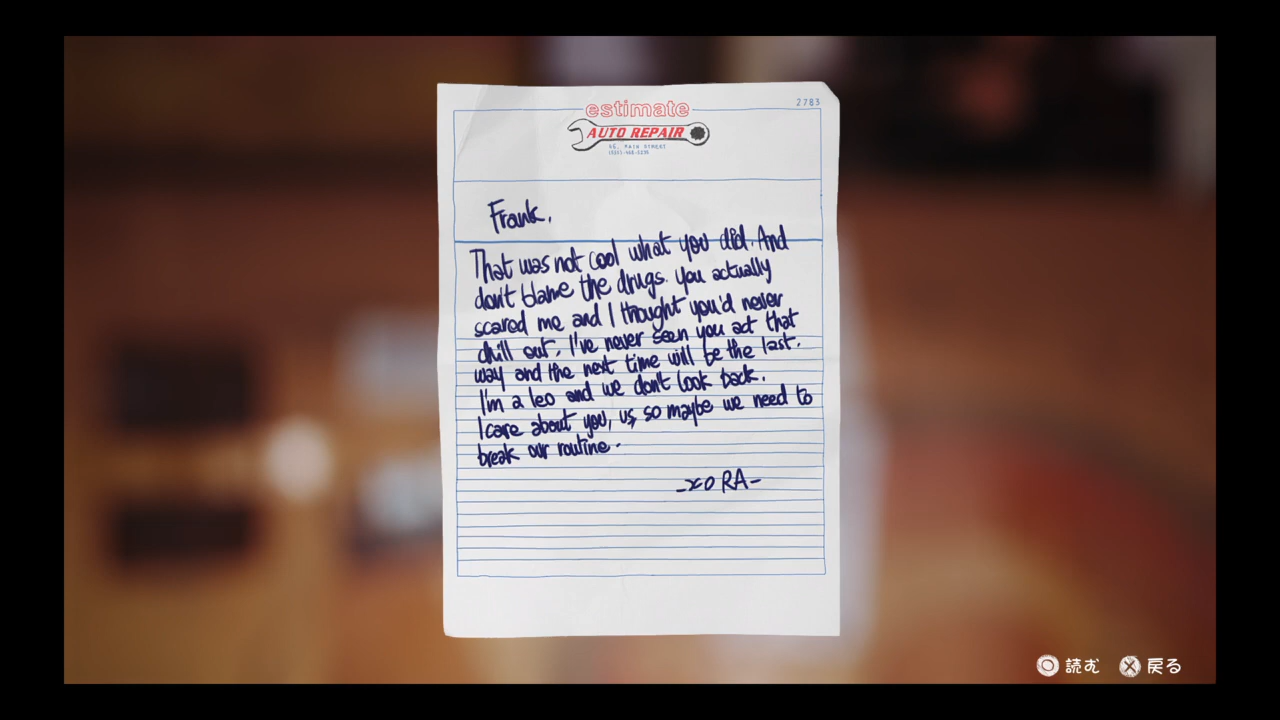 2783
estimate
AUTO REPAIR
Frank,
That was not cool what you did. And
don't blame the drugs. You actually
scared me and I thought you'd never
chill out. I've never seen you act that
way and the next time will be the last.
I'm a leo and we don't look back.
I care about you, us, so maybe we need to
break our routine.
-xo RA-
読む 戻る